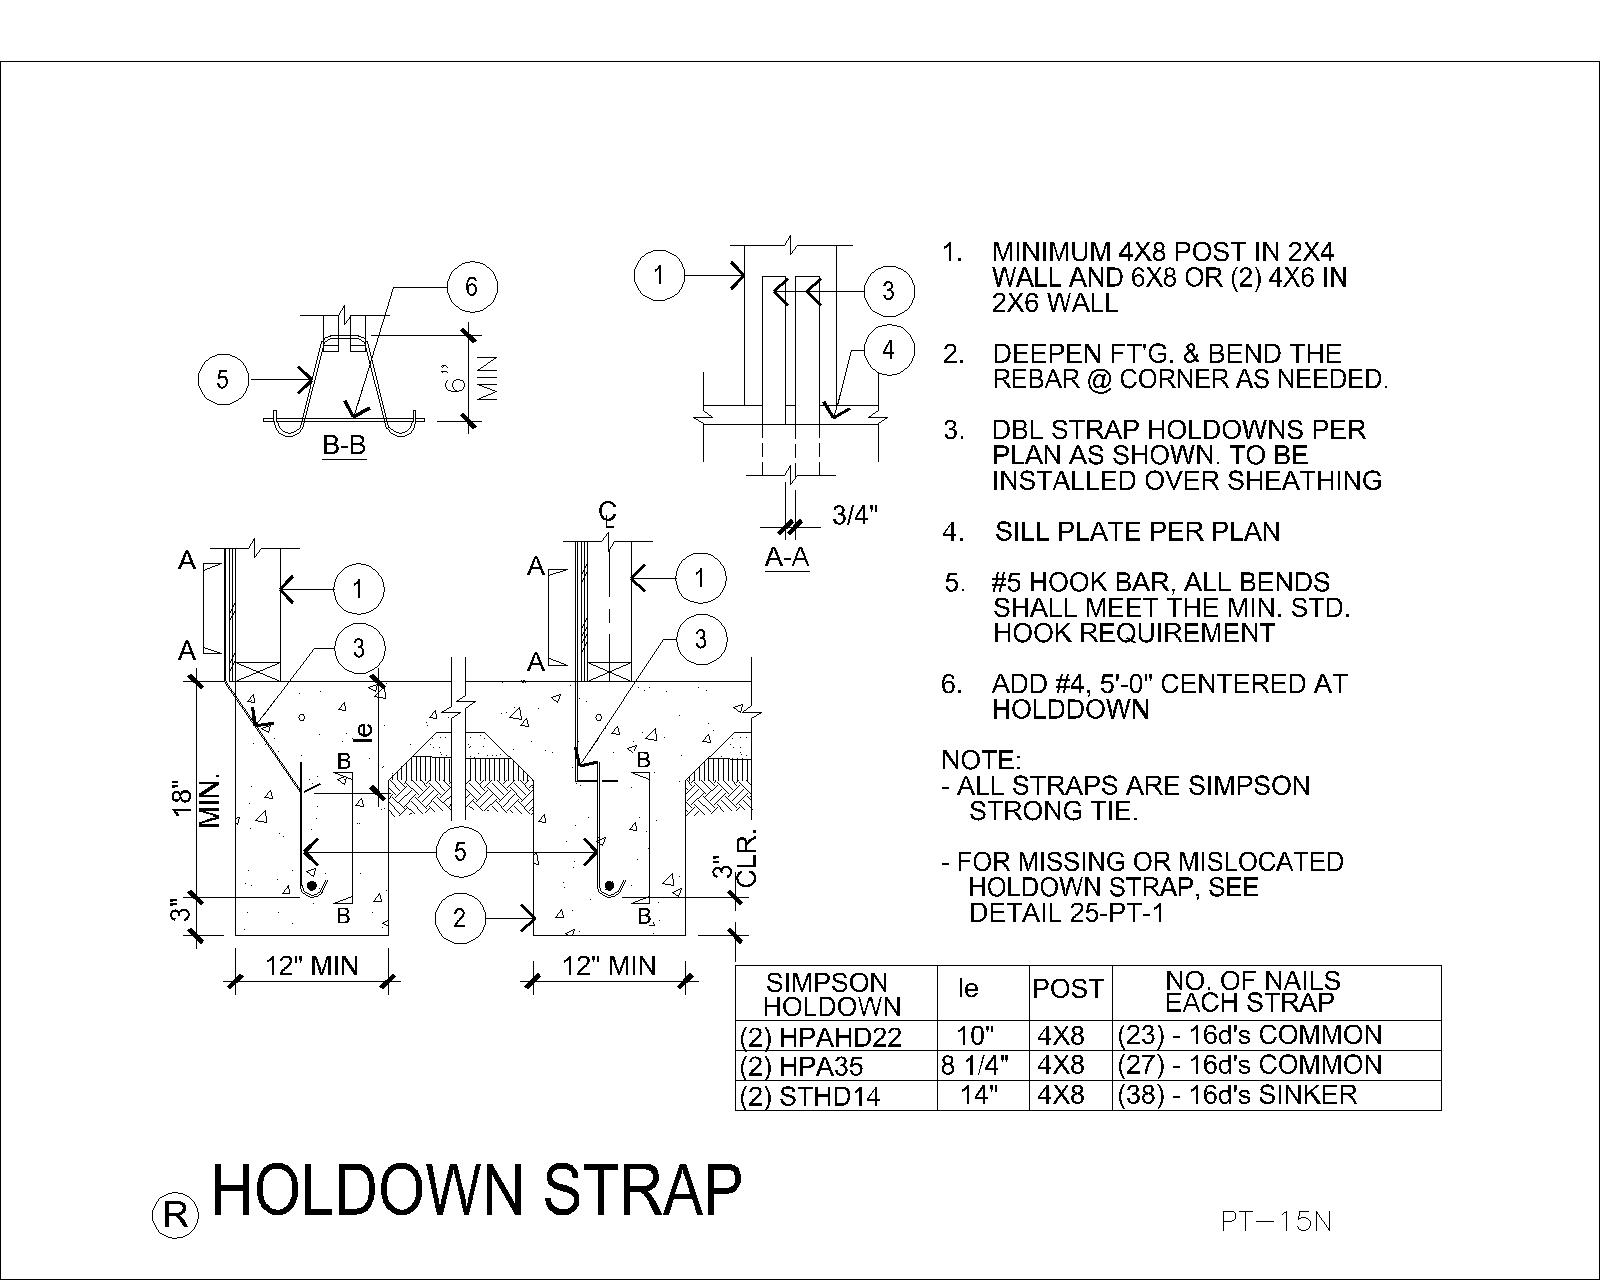 1. MINIMUM 4X8 POST IN 2X4
WALL AND 6X8 OR (2) 4X6 IN
2X6 WALL
2. DEEPEN FT'G. & BEND THE
REBAR @ CORNER AS NEEDED.
3. DBL STRAP HOLDOWNS PER
PLAN AS SHOWN. TO BE
INSTALLED OVER SHEATHING
4. SILL PLATE PER PLAN
5. #5 HOOK BAR, ALL BENDS
SHALL MEET THE MIN. STD.
HOOK REQUIREMENT
6. ADD #4, 5'-0" CENTERED AT
HOLDDOWN
NOTE:
- ALL STRAPS ARE SIMPSON
STRONG TIE.
- FOR MISSING OR MISLOCATED
HOLDOWN STRAP, SEE
DETAIL 25-PT-1
6
5
6"
MIN
B-B
1
3
4
3/4"
A-A
A
1
3
A
le
B
18"
MIN.
3"
B
12" MIN
5
2
CL
A
1
3
A
B
3"
CLR.
B
12" MIN
SIMPSON HOLDOWN le POST NO. OF NAILS EACH STRAP
(2) HPAHD22 10" 4X8 (23) - 16d's COMMON
(2) HPA35 8 1/4" 4X8 (27) - 16d's COMMON
(2) STHD14 14" 4X8 (38) - 16d's SINKER
R HOLDOWN STRAP
PT-15N